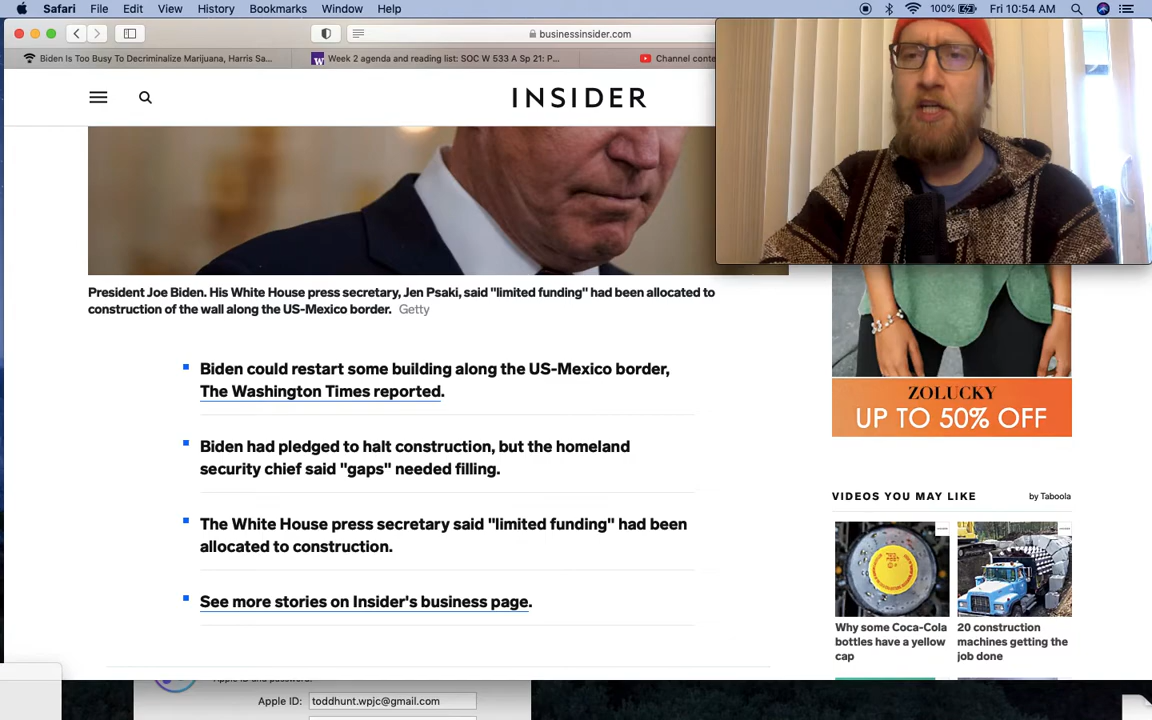 Safari File Edit View History Bookmarks Window Help 100% Fri 10:54 AM
businessinsider.com
Biden Is Too Busy To Decriminalize Marijuana, Harris Sa... Week 2 agenda and reading list: SOC W 533 A Sp 21: P... Channel conte
INSIDER
President Joe Biden. His White House press secretary, Jen Psaki, said "limited funding" had been allocated to
construction of the wall along the US-Mexico border. Getty
Biden could restart some building along the US-Mexico border,
The Washington Times reported.
Biden had pledged to halt construction, but the homeland
security chief said "gaps" needed filling.
The White House press secretary said "limited funding" had been
allocated to construction.
See more stories on Insider's business page.
ZOLUCKY
UP TO 50% OFF
VIDEOS YOU MAY LIKE by Taboola
Why some Coca-Cola
bottles have a yellow
cap
20 construction
machines getting the
job done
Apple ID and password.
Apple ID: toddhunt.wpjc@gmail.com